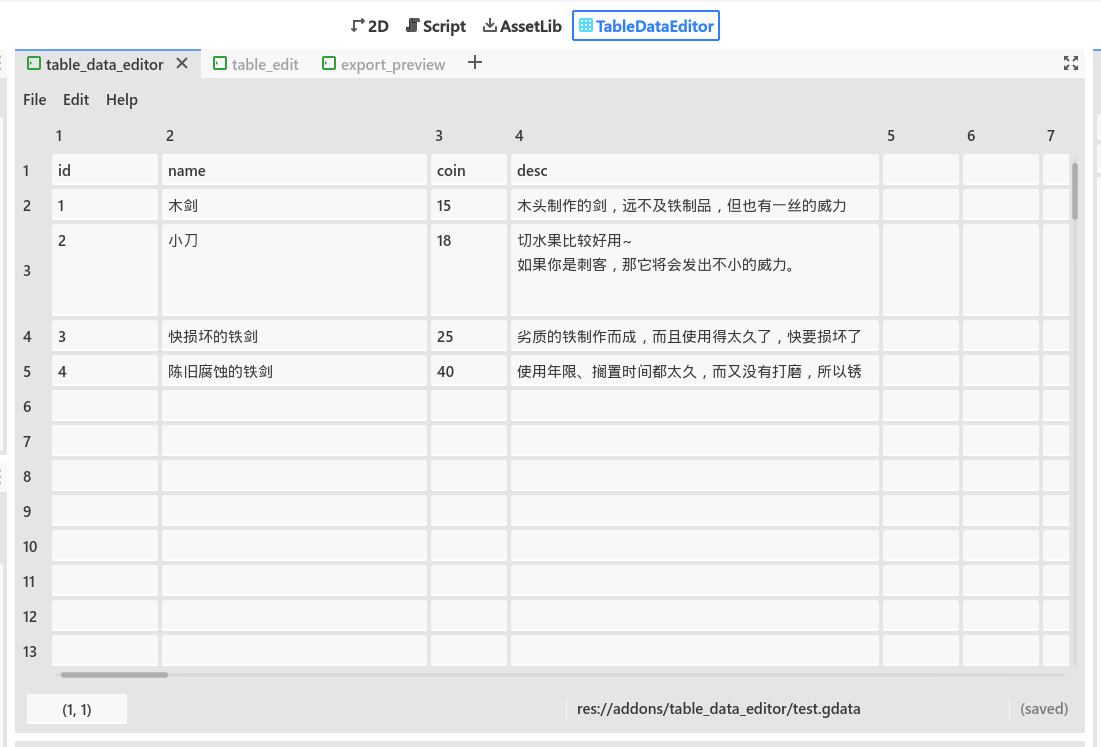 2D Script AssetLib TableDataEditor
table_data_editor table_edit export_preview
File Edit Help
1 2 3 4 5 6 7
1 id name coin desc
2 1 木剑 15 木头制作的剑，远不及铁制品，但也有一丝的威力
2 小刀 18 切水果比较好用~
3 如果你是刺客，那它将会发出不小的威力。
4 3 快损坏的铁剑 25 劣质的铁制作而成，而且使用得太久了，快要损坏了
5 4 陈旧腐蚀的铁剑 40 使用年限、搁置时间都太久，而又没有打磨，所以锈
6
7
8
9
10
11
12
13
(1, 1) res://addons/table_data_editor/test.gdata (saved)